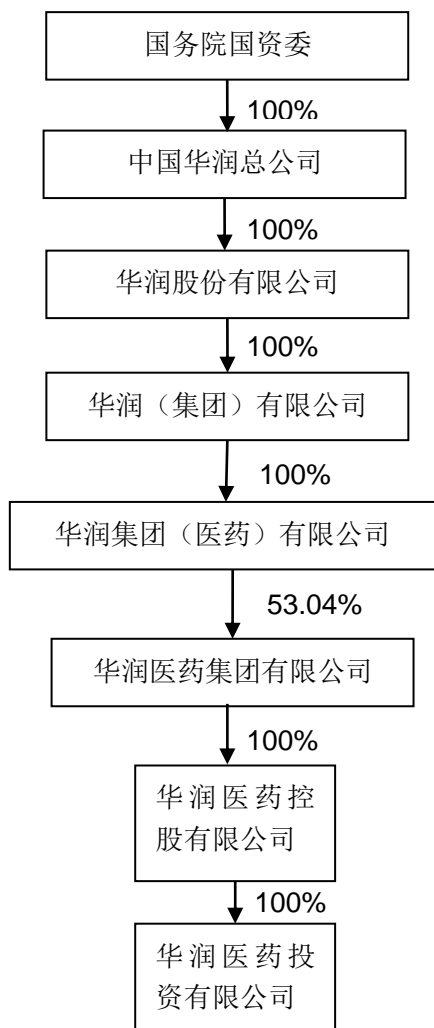 国务院国资委
100%
中国华润总公司
100%
华润股份有限公司
100%
华润（集团）有限公司
100%
华润集团（医药）有限公司
53.04%
华润医药集团有限公司
100%
华润医药控
股有限公司
100%
华润医药投
资有限公司